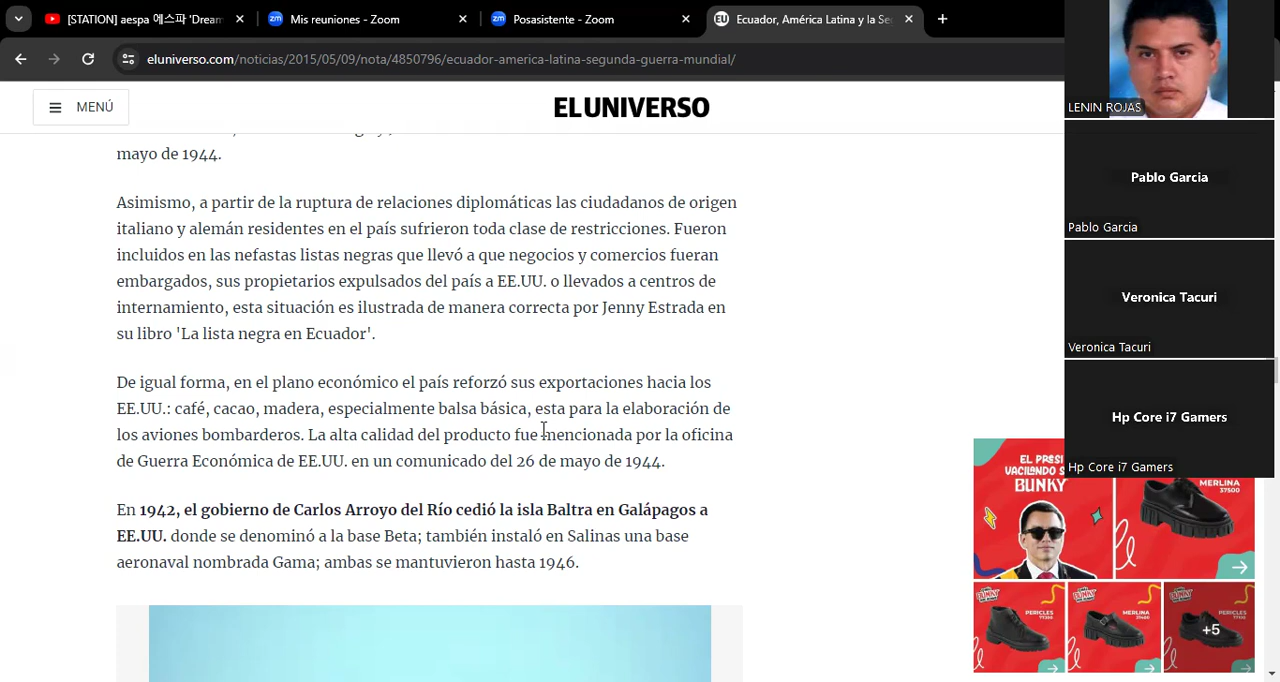 [STATION] aespa 에스파 'Dream
Mis reuniones - Zoom
Posasistente - Zoom
Ecuador, América Latina y la Se
eluniverso.com/noticias/2015/05/09/nota/4850796/ecuador-america-latina-segunda-guerra-mundial/
MENÚ
EL UNIVERSO
mayo de 1944.
Asimismo, a partir de la ruptura de relaciones diplomáticas las ciudadanos de origen
italiano y alemán residentes en el país sufrieron toda clase de restricciones. Fueron
incluidos en las nefastas listas negras que llevó a que negocios y comercios fueran
embargados, sus propietarios expulsados del país a EE.UU. o llevados a centros de
internamiento, esta situación es ilustrada de manera correcta por Jenny Estrada en
su libro 'La lista negra en Ecuador'.
De igual forma, en el plano económico el país reforzó sus exportaciones hacia los
EE.UU.: café, cacao, madera, especialmente balsa básica, esta para la elaboración de
los aviones bombarderos. La alta calidad del producto fue mencionada por la oficina
de Guerra Económica de EE.UU. en un comunicado del 26 de mayo de 1944.
En 1942, el gobierno de Carlos Arroyo del Río cedió la isla Baltra en Galápagos a
EE.UU. donde se denominó a la base Beta; también instaló en Salinas una base
aeronaval nombrada Gama; ambas se mantuvieron hasta 1946.
LENIN ROJAS
Pablo Garcia
Pablo Garcia
Veronica Tacuri
Veronica Tacuri
Hp Core i7 Gamers
Hp Core i7 Gamers
EL PRESI
VACILANDO S
BUNKY
MERLINA
37500
PERICLES
MERLINA
PERICLES
+5